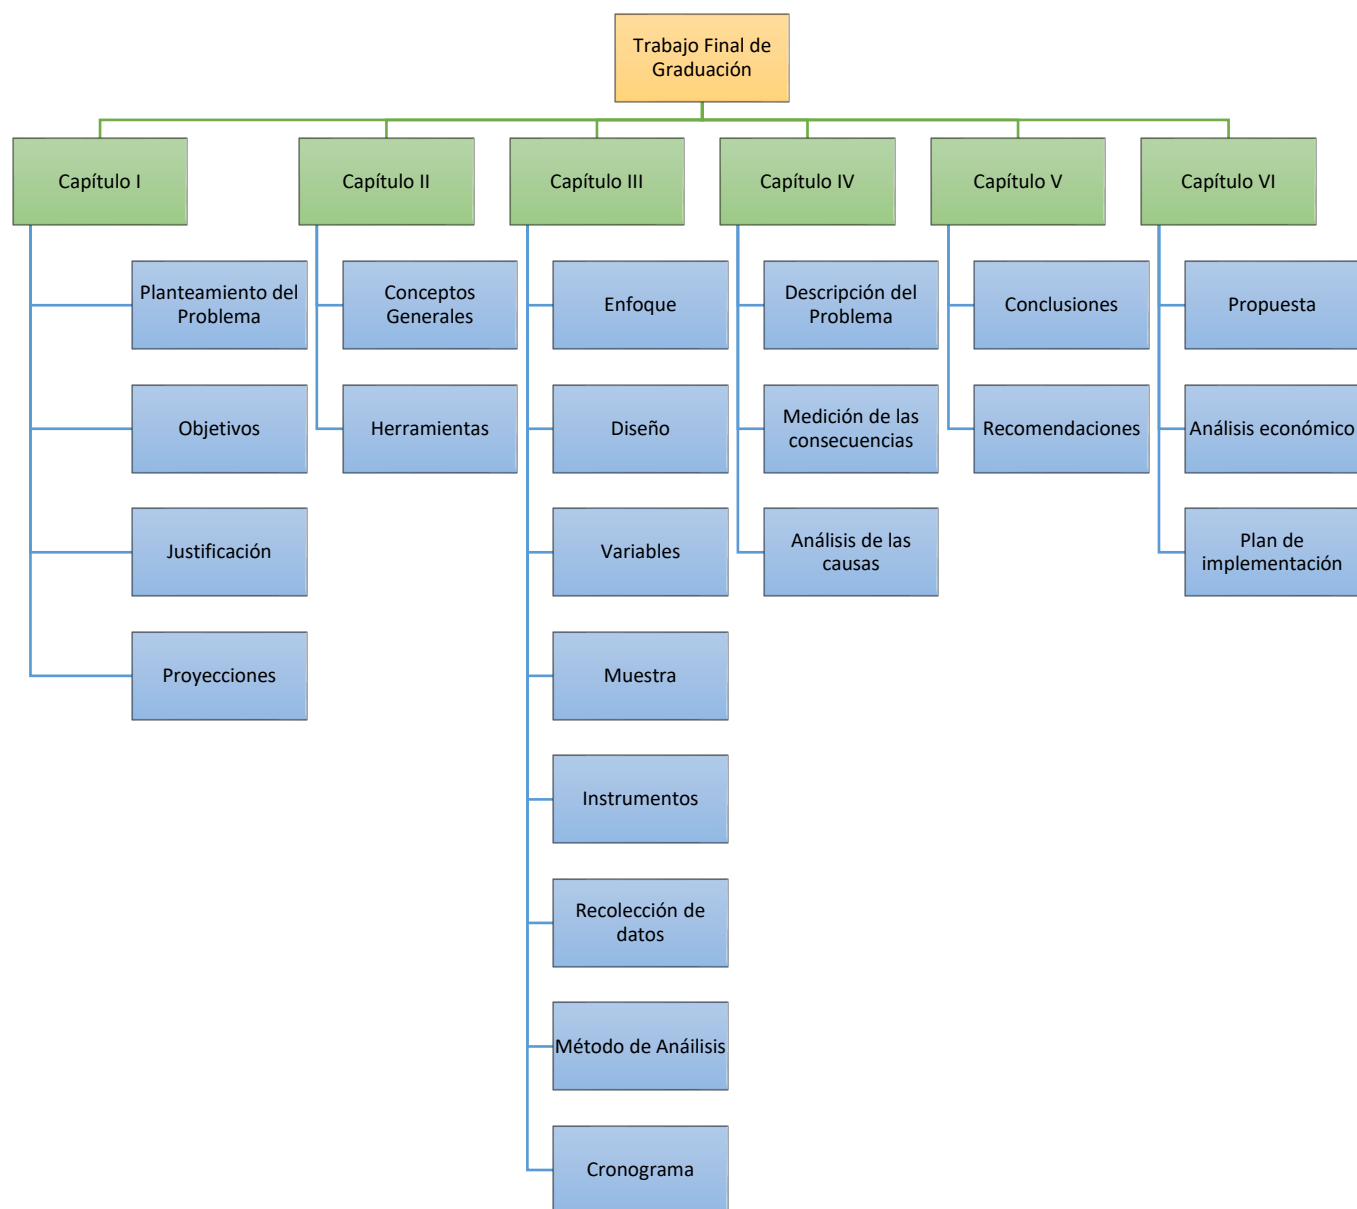 Trabajo Final de
Graduación
Capítulo I
Capítulo II
Capítulo III
Capítulo IV
Capítulo V
Capítulo VI
Planteamiento del
Problema
Objetivos
Justificación
Proyecciones
Conceptos
Generales
Herramientas
Enfoque
Diseño
Variables
Muestra
Instrumentos
Recolección de
datos
Método de Anáilisis
Cronograma
Descripción del
Problema
Medición de las
consecuencias
Análisis de las
causas
Conclusiones
Recomendaciones
Propuesta
Análisis económico
Plan de
implementación